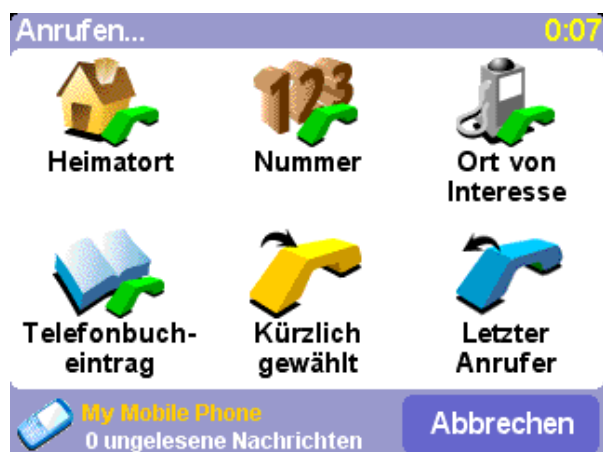 Anrufen... 0:07
123
Heimatort Nummer Ort von
Interesse
Telefonbuch- Kürzlich Letzter
eintrag gewählt Anrufer
My Mobile Phone
0 ungelesene Nachrichten
Abbrechen